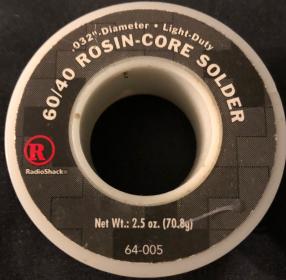 .032"-Diameter • Light-Duty
60/40 ROSIN-CORE SOLDER
R
RadioShack®
Net Wt.: 2.5 oz. (70.8g)
64-005